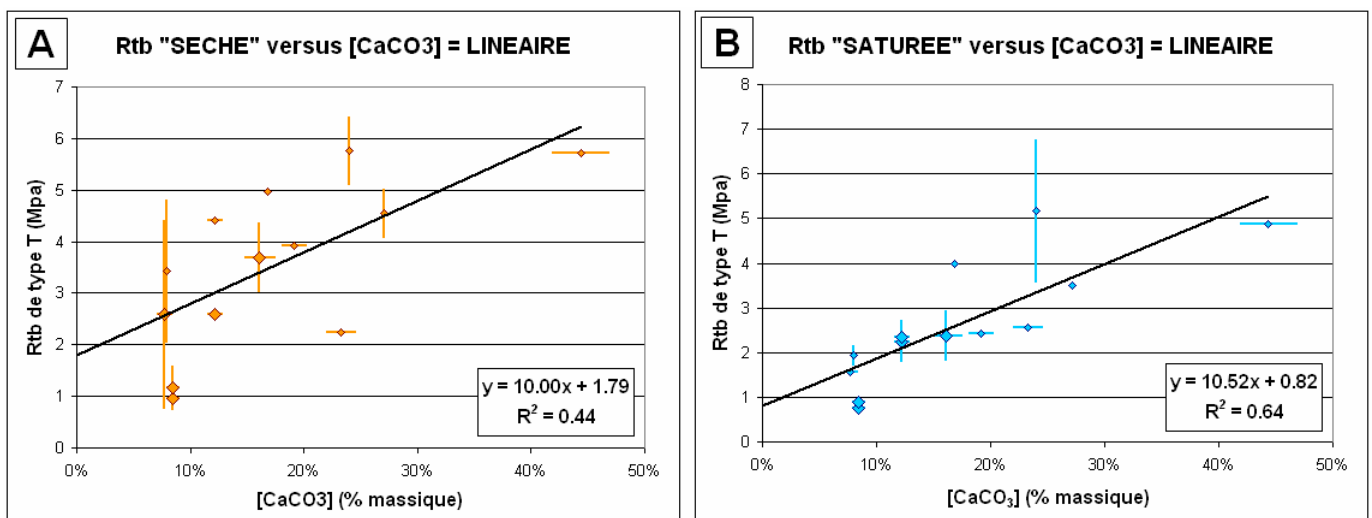 A
Rtb "SECHE" versus [CaCO3] = LINEAIRE
7
6
5
4
3
2
1
0
Rtb de type T (Mpa)
y = 10.00x + 1.79
R² = 0.44
0% 10% 20% 30% 40% 50%
[CaCO3] (% massique)
B
Rtb "SATUREE" versus [CaCO3] = LINEAIRE
8
7
6
5
4
3
2
1
0
Rtb de type T (Mpa)
y = 10.52x + 0.82
R² = 0.64
0% 10% 20% 30% 40% 50%
[CaCO₃] (% massique)